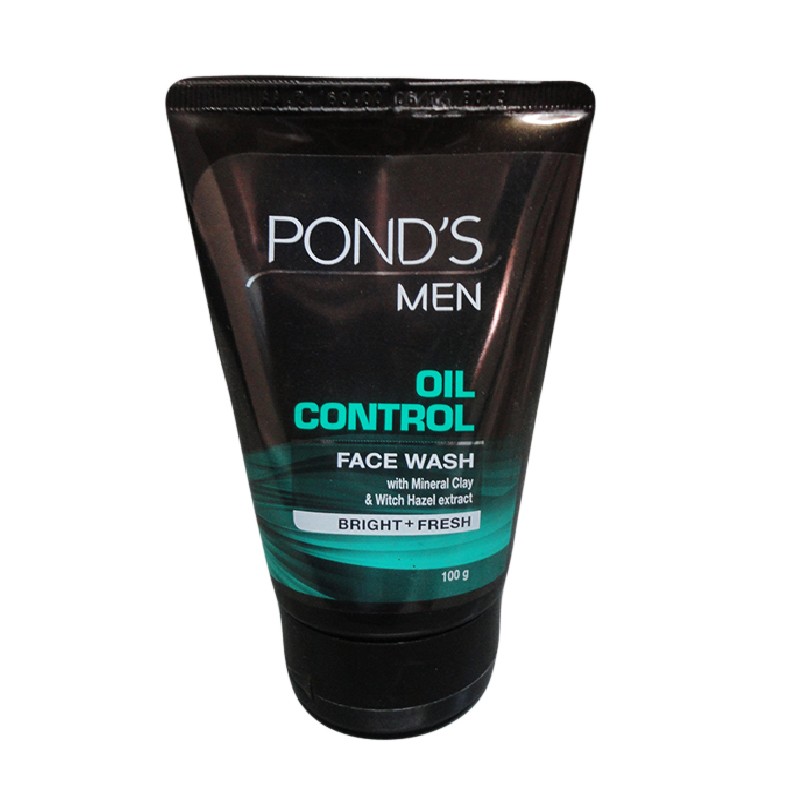 POND'S
MEN
OIL
CONTROL
FACE WASH
with Mineral Clay
& Witch Hazel extract
BRIGHT + FRESH
100 g